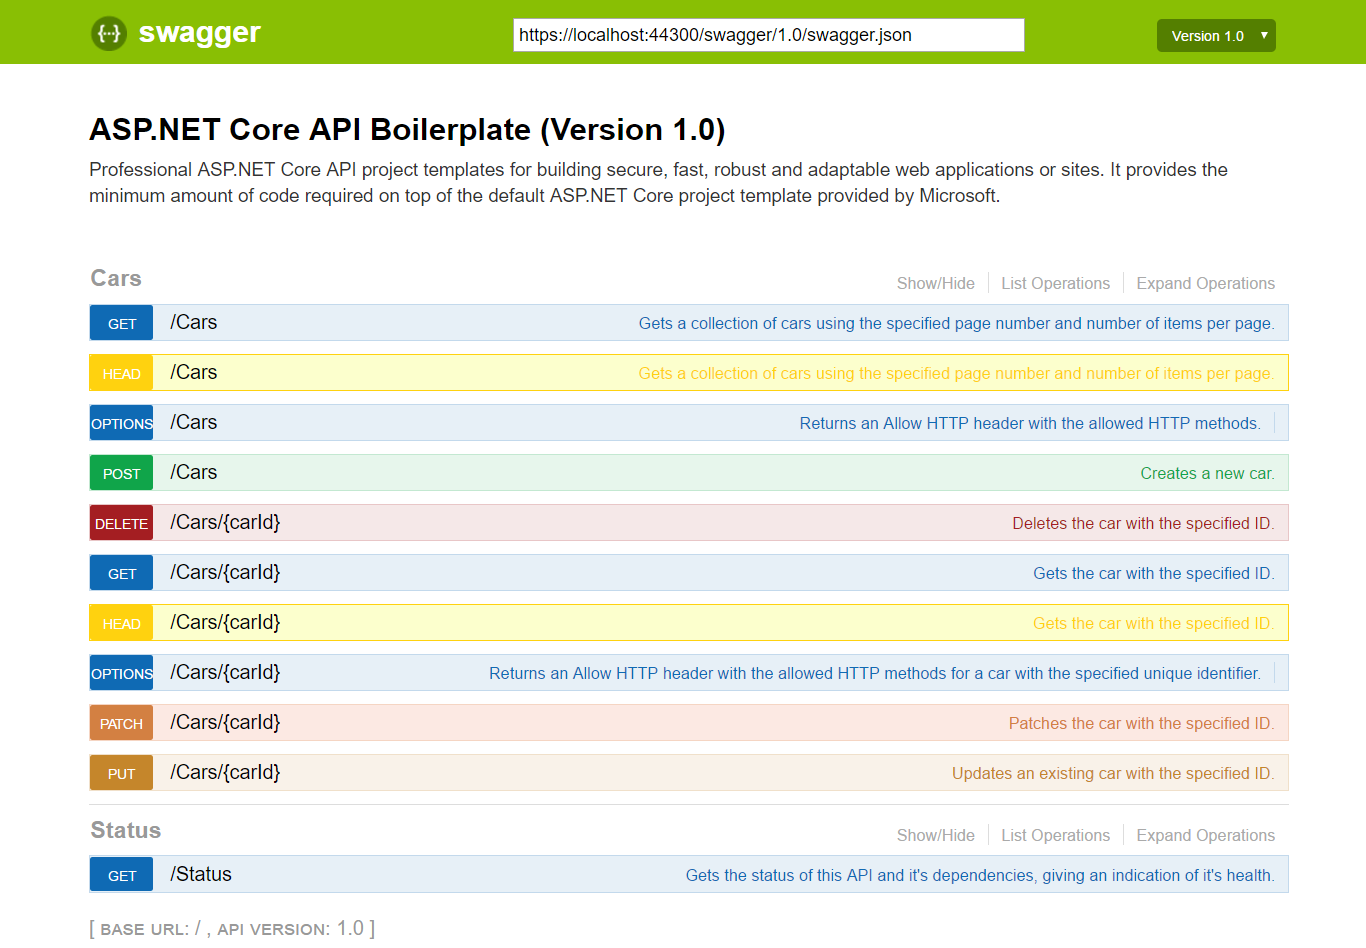 {···} swagger
https://localhost:44300/swagger/1.0/swagger.json
Version 1.0
ASP.NET Core API Boilerplate (Version 1.0)
Professional ASP.NET Core API project templates for building secure, fast, robust and adaptable web applications or sites. It provides the
minimum amount of code required on top of the default ASP.NET Core project template provided by Microsoft.
Cars Show/Hide List Operations Expand Operations
GET /Cars Gets a collection of cars using the specified page number and number of items per page.
HEAD /Cars Gets a collection of cars using the specified page number and number of items per page.
OPTIONS /Cars Returns an Allow HTTP header with the allowed HTTP methods.
POST /Cars Creates a new car.
DELETE /Cars/{carId} Deletes the car with the specified ID.
GET /Cars/{carId} Gets the car with the specified ID.
HEAD /Cars/{carId} Gets the car with the specified ID.
OPTIONS /Cars/{carId} Returns an Allow HTTP header with the allowed HTTP methods for a car with the specified unique identifier.
PATCH /Cars/{carId} Patches the car with the specified ID.
PUT /Cars/{carId} Updates an existing car with the specified ID.
Status Show/Hide List Operations Expand Operations
GET /Status Gets the status of this API and it's dependencies, giving an indication of it's health.
[ BASE URL: / , API VERSION: 1.0 ]